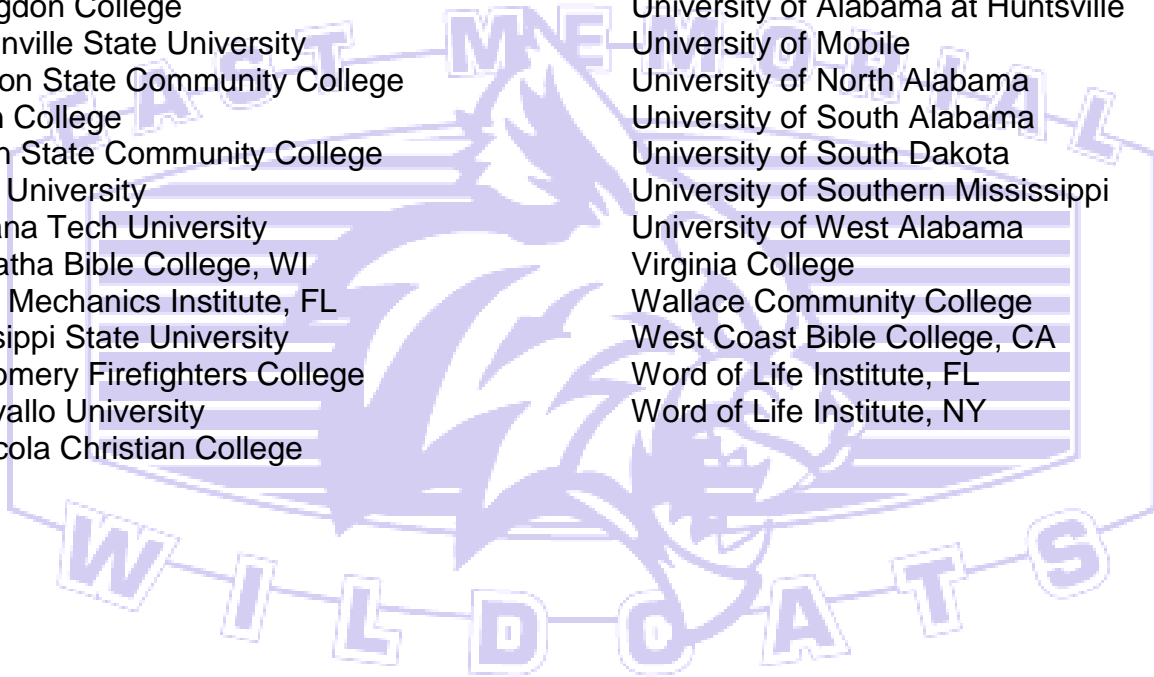 gdon College
nville State University
on State Community College
College
State Community College
University
ana Tech University
atha Bible College, WI
Mechanics Institute, FL
sippi State University
omery Firefighters College
vallo University
cola Christian College
University of Alabama at Huntsville
University of Mobile
University of North Alabama
University of South Alabama
University of South Dakota
University of Southern Mississippi
University of West Alabama
Virginia College
Wallace Community College
West Coast Bible College, CA
Word of Life Institute, FL
Word of Life Institute, NY
EAST MEMORIAL
WILDCATS